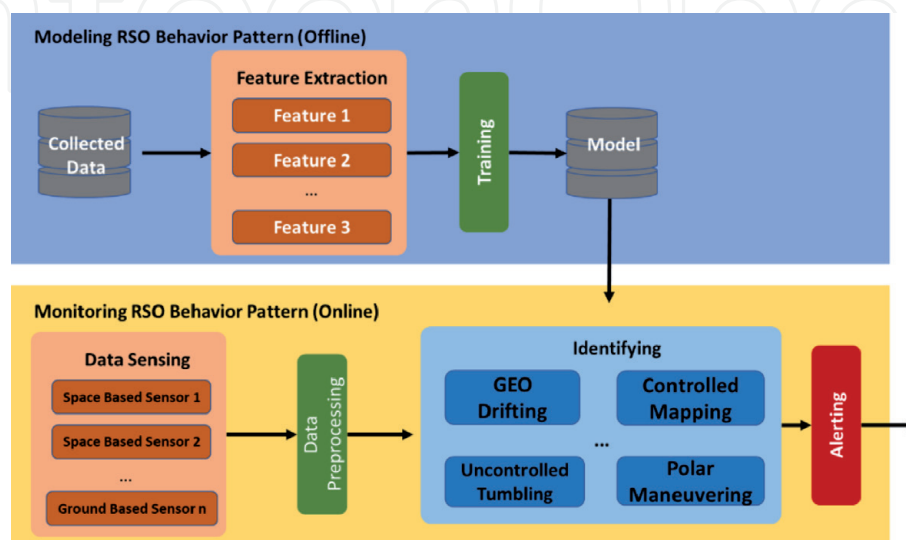 Modeling RSO Behavior Pattern (Offline)
Collected
Data
Feature Extraction
Feature 1
Feature 2
...
Feature 3
Training
Model
Monitoring RSO Behavior Pattern (Online)
Data Sensing
Space Based Sensor 1
Space Based Sensor 2
...
Ground Based Sensor n
Data
Preprocessing
Identifying
GEO
Drifting
Controlled
Mapping
...
Uncontrolled
Tumbling
Polar
Maneuvering
Alerting